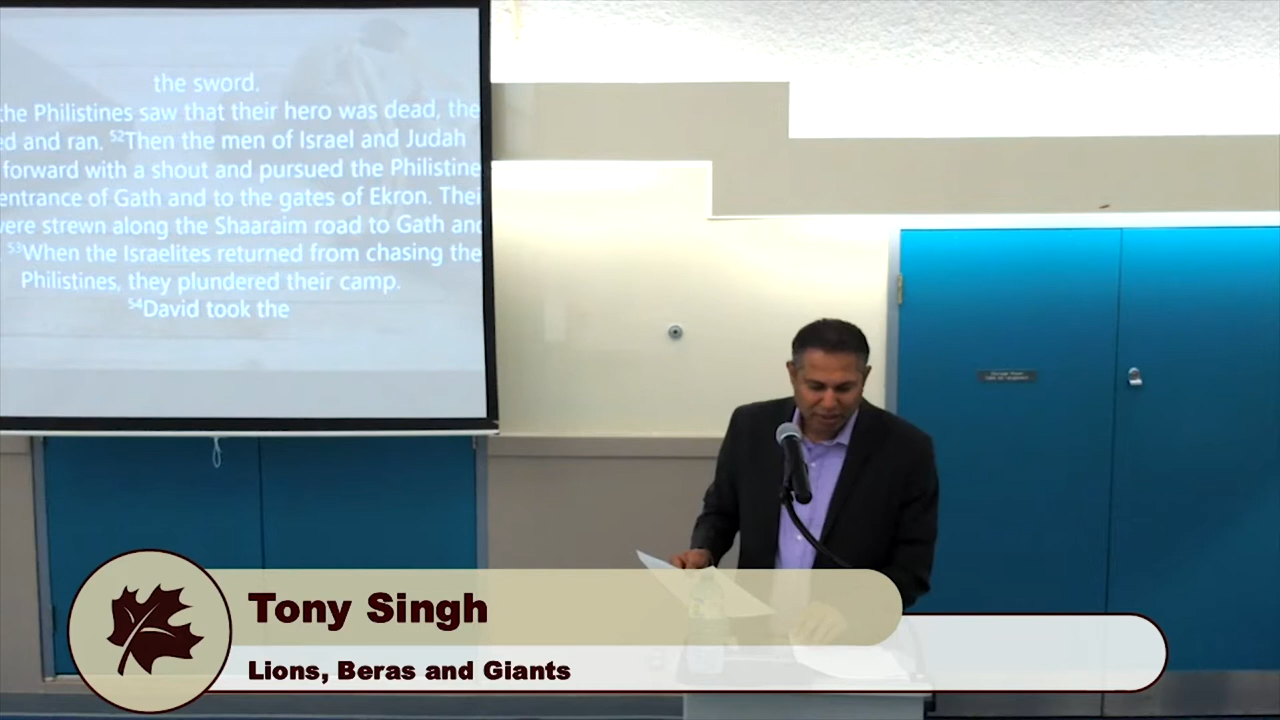 the sword.
the Philistines saw that their hero was dead, the
ed and ran. ⁵²Then the men of Israel and Judah
forward with a shout and pursued the Philistine
entrance of Gath and to the gates of Ekron. Thei
were strewn along the Shaaraim road to Gath and
⁵³When the Israelites returned from chasing the
Philistines, they plundered their camp.
⁵⁴David took the
Tony Singh
Lions, Beras and Giants